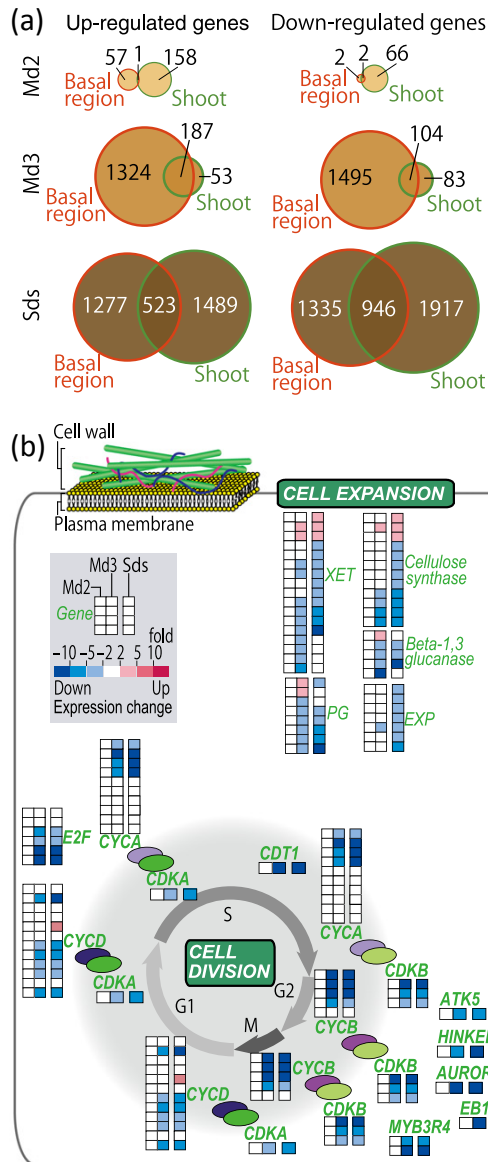 (a)
Up-regulated genes
Down-regulated genes
Md2
57 1 158
Basal region
Shoot
2 2 66
Basal region
Shoot
Md3
187
1324
53
Basal region
Shoot
104
1495
83
Basal region
Shoot
Sds
1277 523 1489
Basal region
Shoot
1335 946 1917
Basal region
Shoot
(b)
Cell wall
Plasma membrane
CELL EXPANSION
XET
Cellulose synthase
Beta-1,3 glucanase
PG
EXP
Md3 Sds
Md2
Gene
fold
-10 -5 -2 2 5 10
Down Up
Expression change
CYCA
E2F
CDKA
CDT1
CYCA
S
CYCD
CDKA
CELL DIVISION
G2
G1
M
CDKB
CYCB
ATK5
HINKEL
CYCD
CYCB
CDKB
AUROR
CDKA
CDKB
EB1
MYB3R4